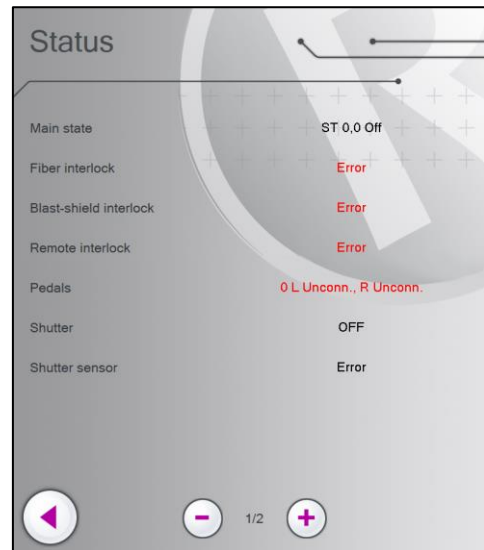 Status
Main state ST 0,0 Off
Fiber interlock Error
Blast-shield interlock Error
Remote interlock Error
Pedals 0 L Unconn., R Unconn.
Shutter OFF
Shutter sensor Error
1/2